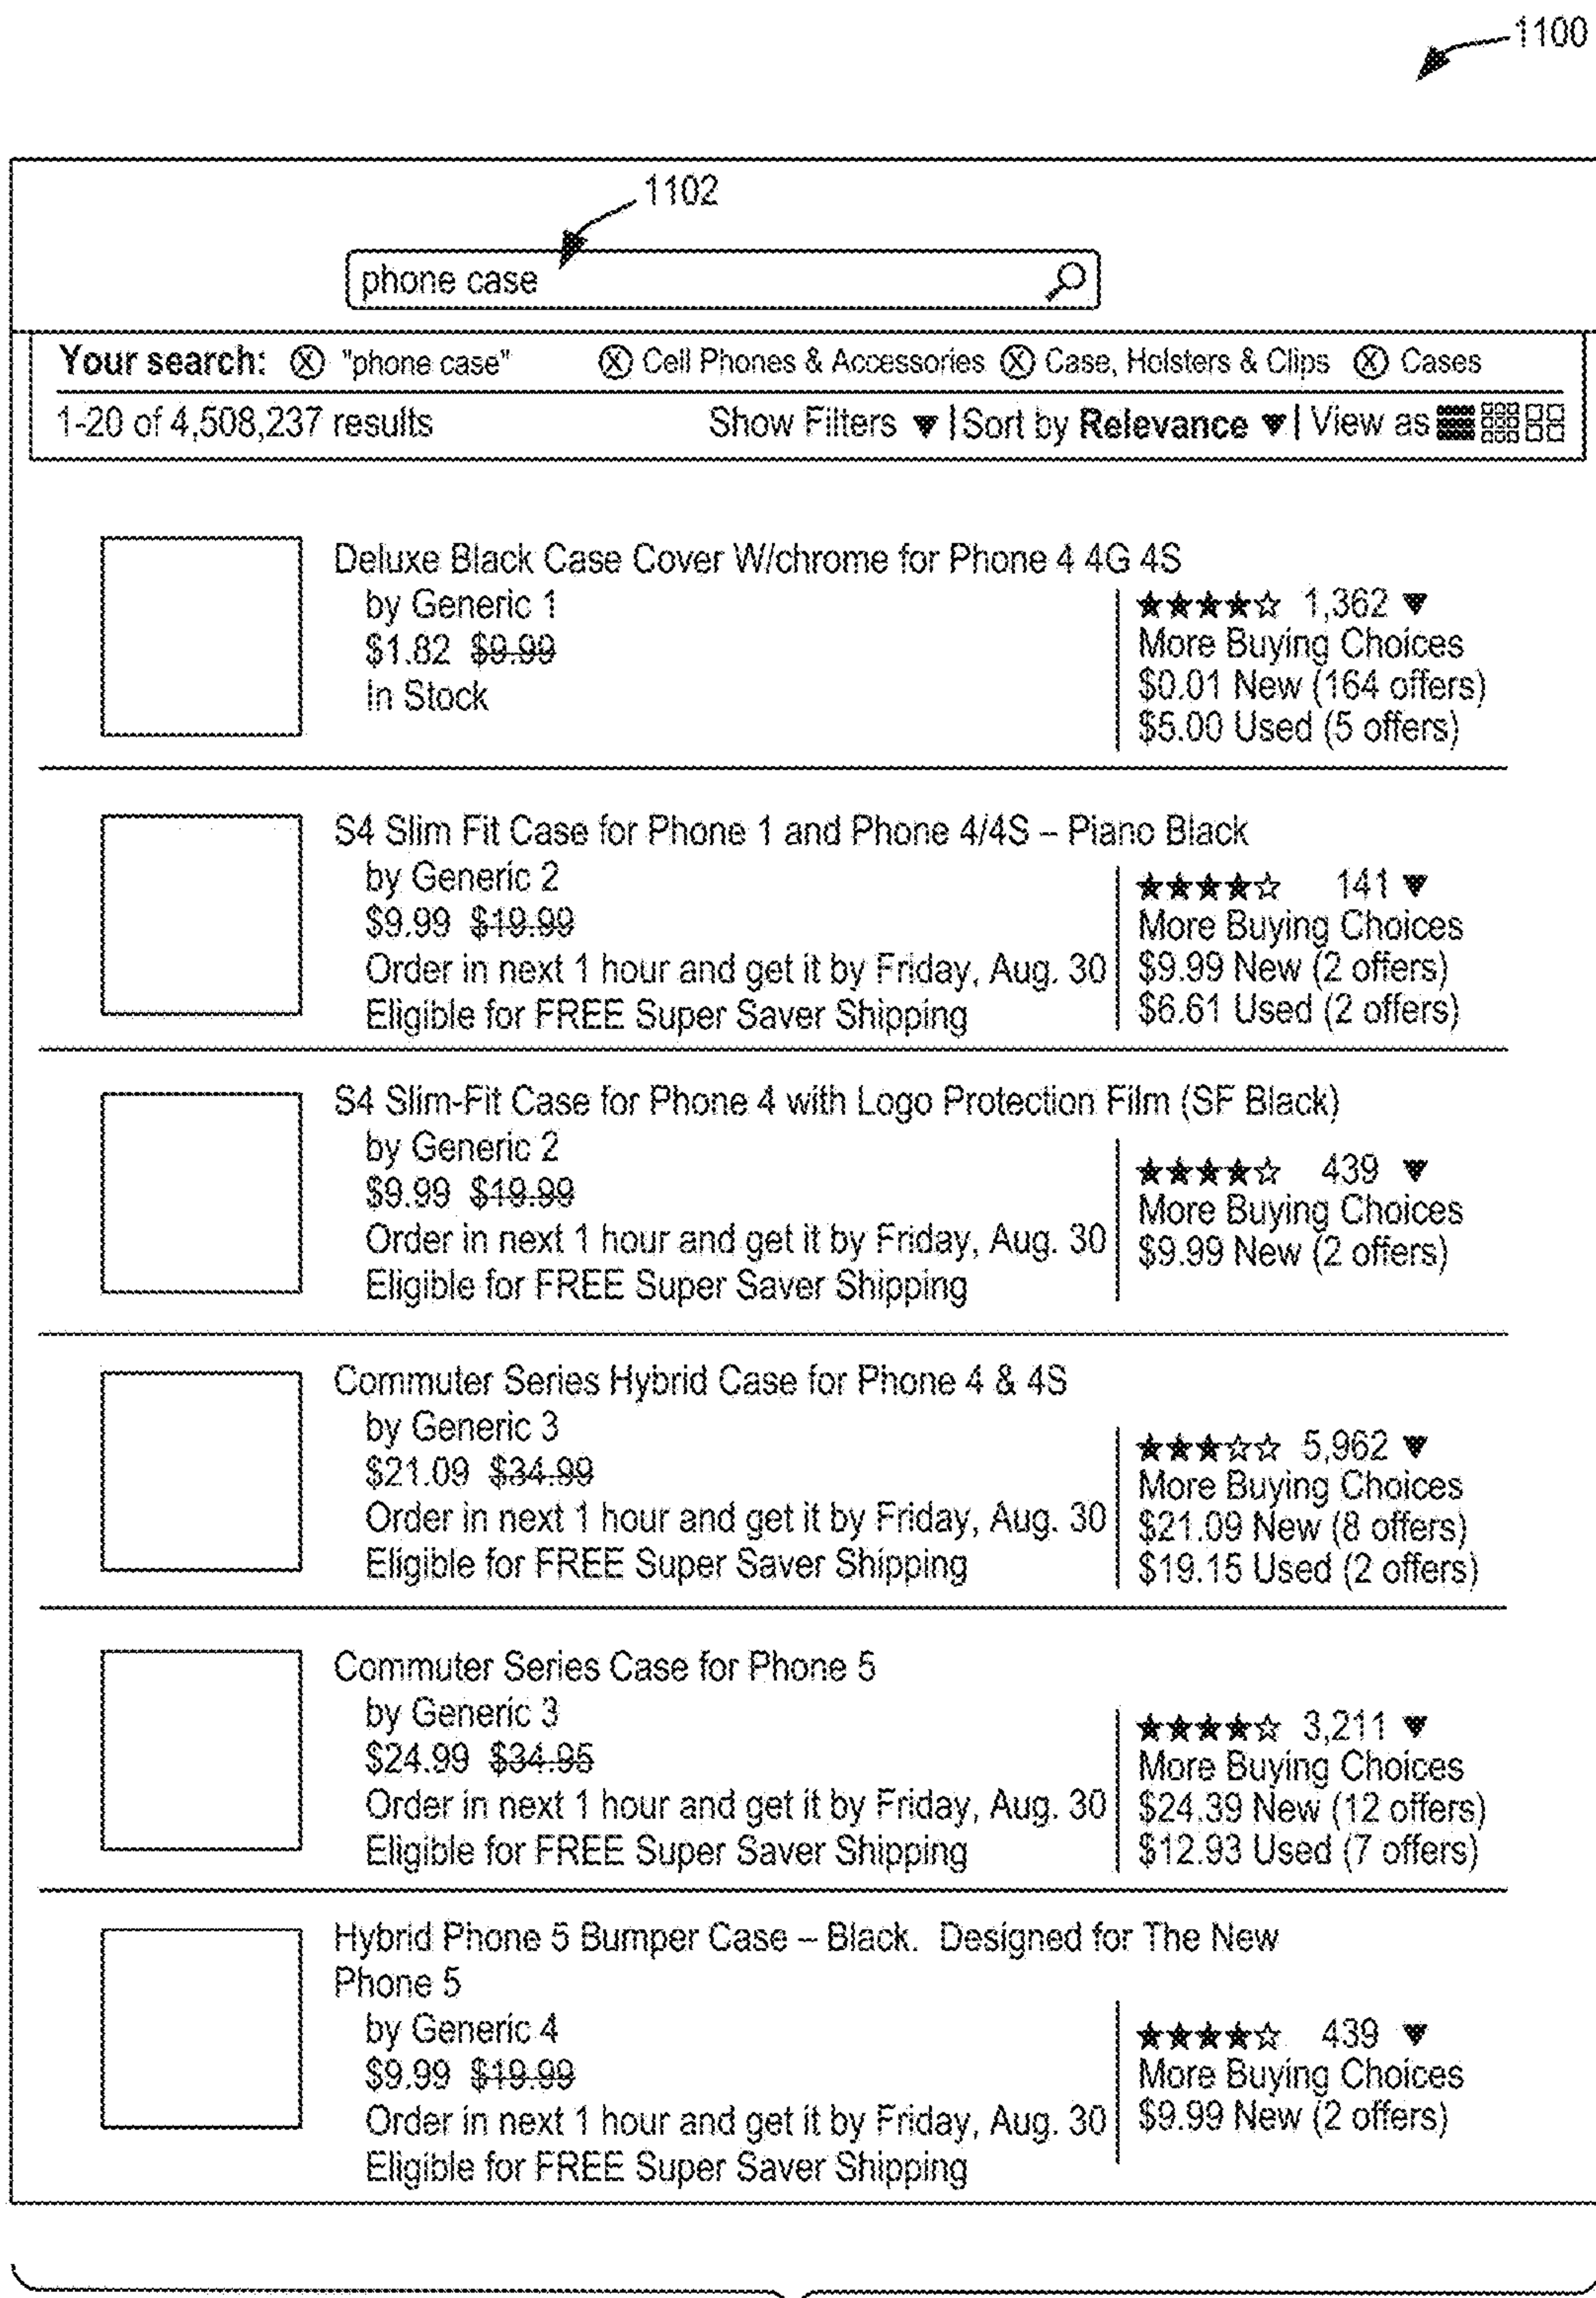 1100
1102
phone case
Your search: Ⓧ "phone case" Ⓧ Cell Phones & Accessories Ⓧ Case, Holsters & Clips Ⓧ Cases
1-20 of 4,508,237 results Show Filters ▼ | Sort by Relevance ▼ | View as
Deluxe Black Case Cover W/chrome for Phone 4 4G 4S
by Generic 1
$1.82 $9.99
In Stock
★★★★☆ 1,362 ▼
More Buying Choices
$0.01 New (164 offers)
$5.00 Used (5 offers)
S4 Slim Fit Case for Phone 1 and Phone 4/4S – Piano Black
by Generic 2
$9.99 $19.99
Order in next 1 hour and get it by Friday, Aug. 30
Eligible for FREE Super Saver Shipping
★★★★☆ 141 ▼
More Buying Choices
$9.99 New (2 offers)
$6.61 Used (2 offers)
S4 Slim-Fit Case for Phone 4 with Logo Protection Film (SF Black)
by Generic 2
$9.99 $19.99
Order in next 1 hour and get it by Friday, Aug. 30
Eligible for FREE Super Saver Shipping
★★★★☆ 439 ▼
More Buying Choices
$9.99 New (2 offers)
Commuter Series Hybrid Case for Phone 4 & 4S
by Generic 3
$21.09 $34.99
Order in next 1 hour and get it by Friday, Aug. 30
Eligible for FREE Super Saver Shipping
★★★☆☆ 5,962 ▼
More Buying Choices
$21.09 New (8 offers)
$19.15 Used (2 offers)
Commuter Series Case for Phone 5
by Generic 3
$24.99 $34.95
Order in next 1 hour and get it by Friday, Aug. 30
Eligible for FREE Super Saver Shipping
★★★★☆ 3,211 ▼
More Buying Choices
$24.39 New (12 offers)
$12.93 Used (7 offers)
Hybrid Phone 5 Bumper Case – Black. Designed for The New
Phone 5
by Generic 4
$9.99 $19.99
Order in next 1 hour and get it by Friday, Aug. 30
Eligible for FREE Super Saver Shipping
★★★★☆ 439 ▼
More Buying Choices
$9.99 New (2 offers)